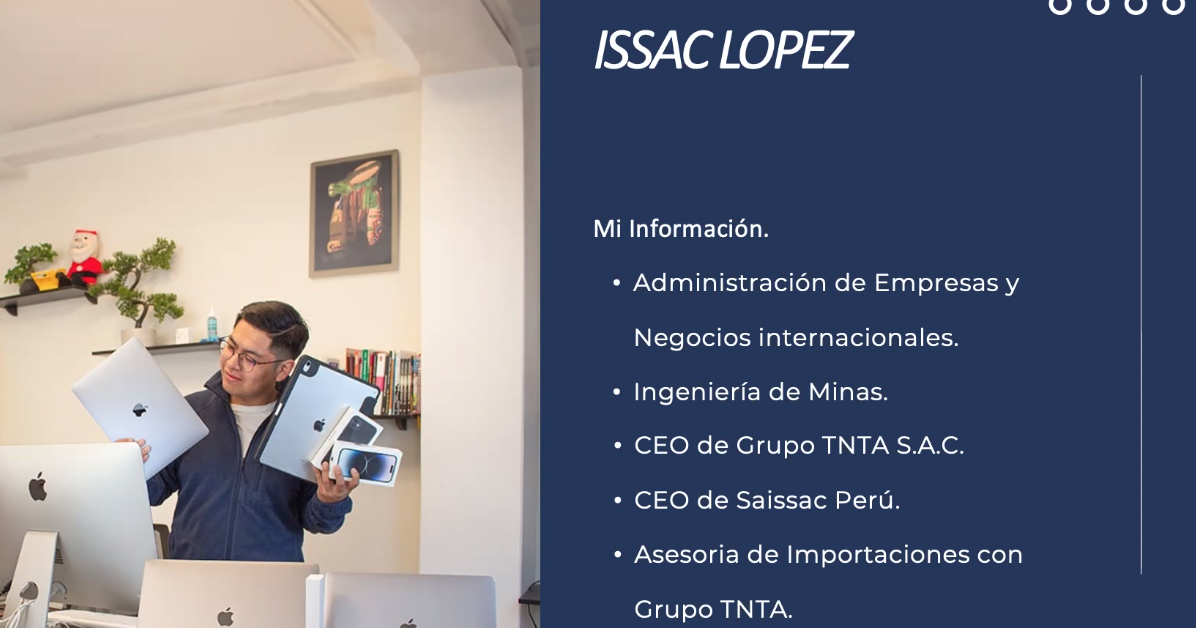 ISSAC LOPEZ
Mi Información.
• Administración de Empresas y
Negocios internacionales.
• Ingeniería de Minas.
• CEO de Grupo TNTA S.A.C.
• CEO de Saissac Perú.
• Asesoria de Importaciones con
Grupo TNTA.